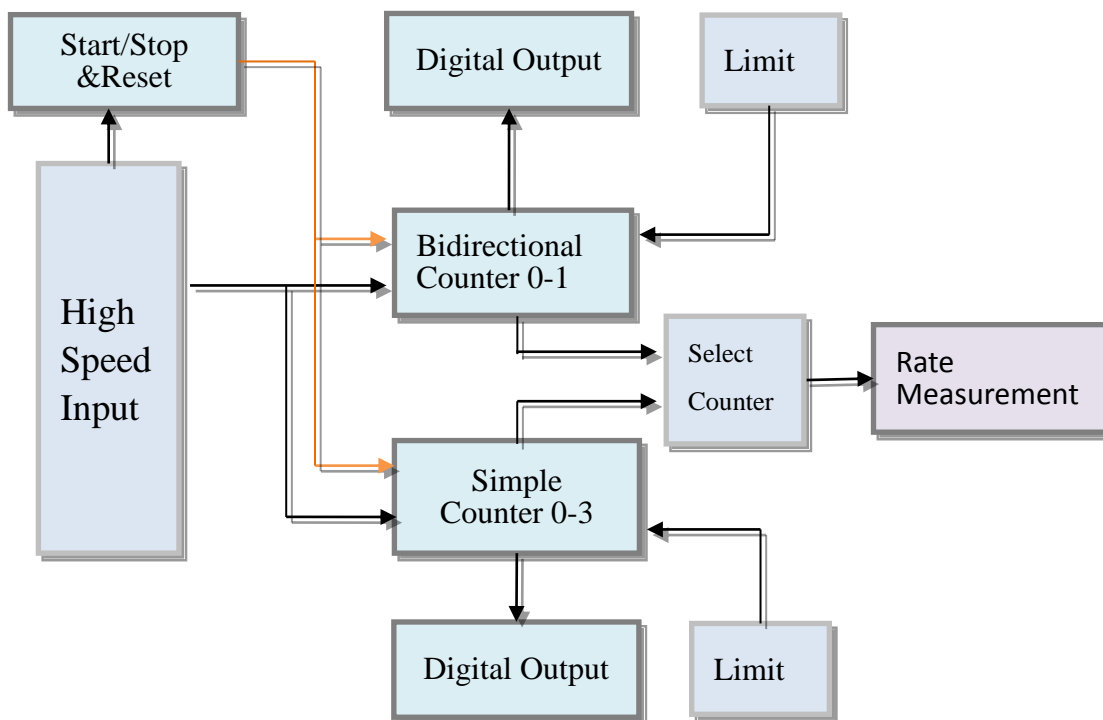 Start/Stop
&Reset
Digital Output
Limit
High
Speed
Input
Bidirectional
Counter 0-1
Select
Counter
Rate
Measurement
Simple
Counter 0-3
Digital Output
Limit